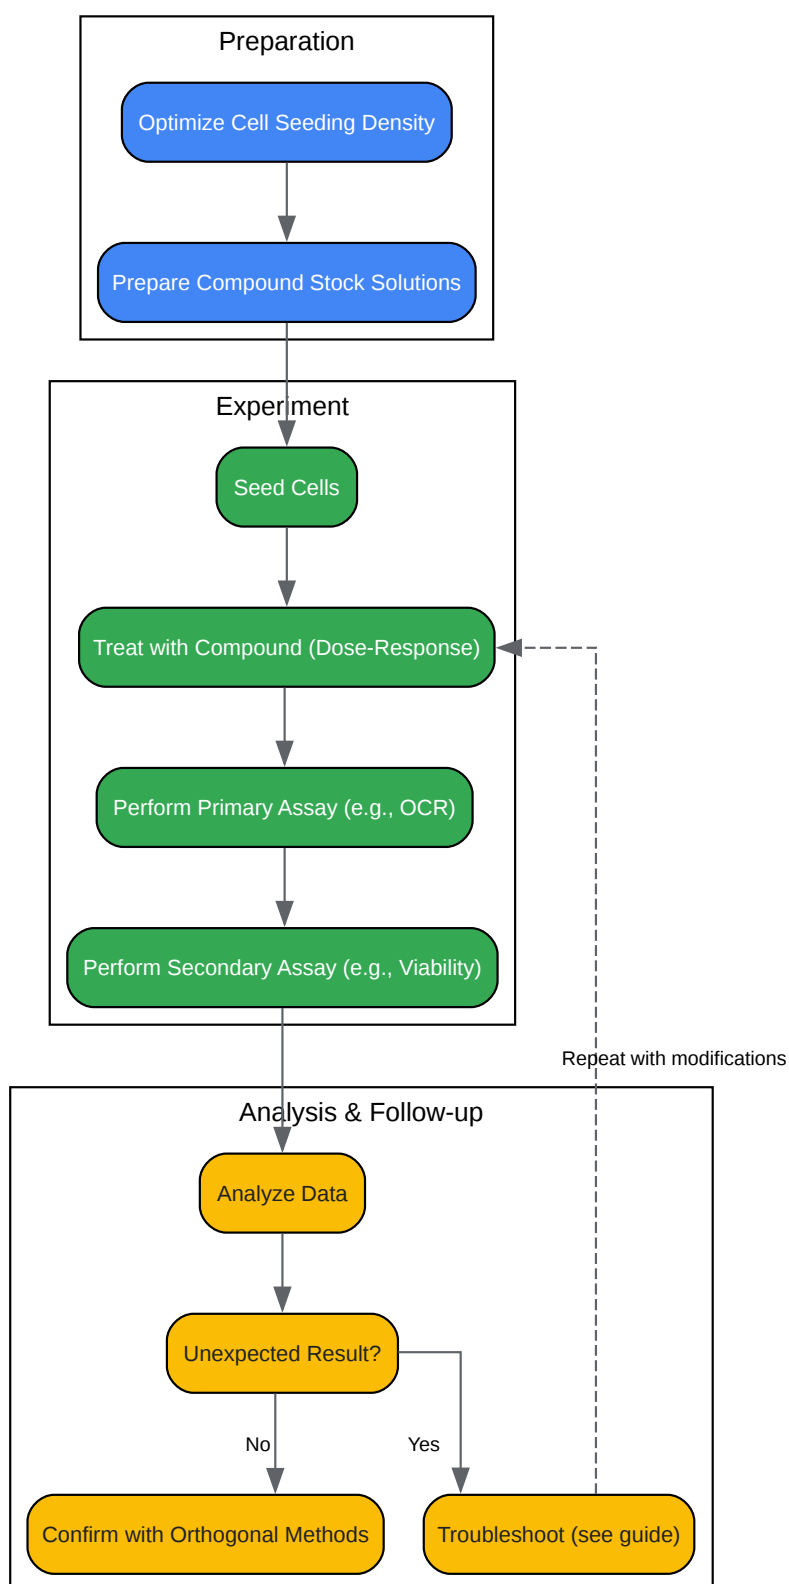 Preparation
Optimize Cell Seeding Density
Prepare Compound Stock Solutions
Experiment
Seed Cells
Treat with Compound (Dose-Response)
Perform Primary Assay (e.g., OCR)
Perform Secondary Assay (e.g., Viability)
Repeat with modifications
Analysis & Follow-up
Analyze Data
Unexpected Result?
No
Yes
Confirm with Orthogonal Methods
Troubleshoot (see guide)